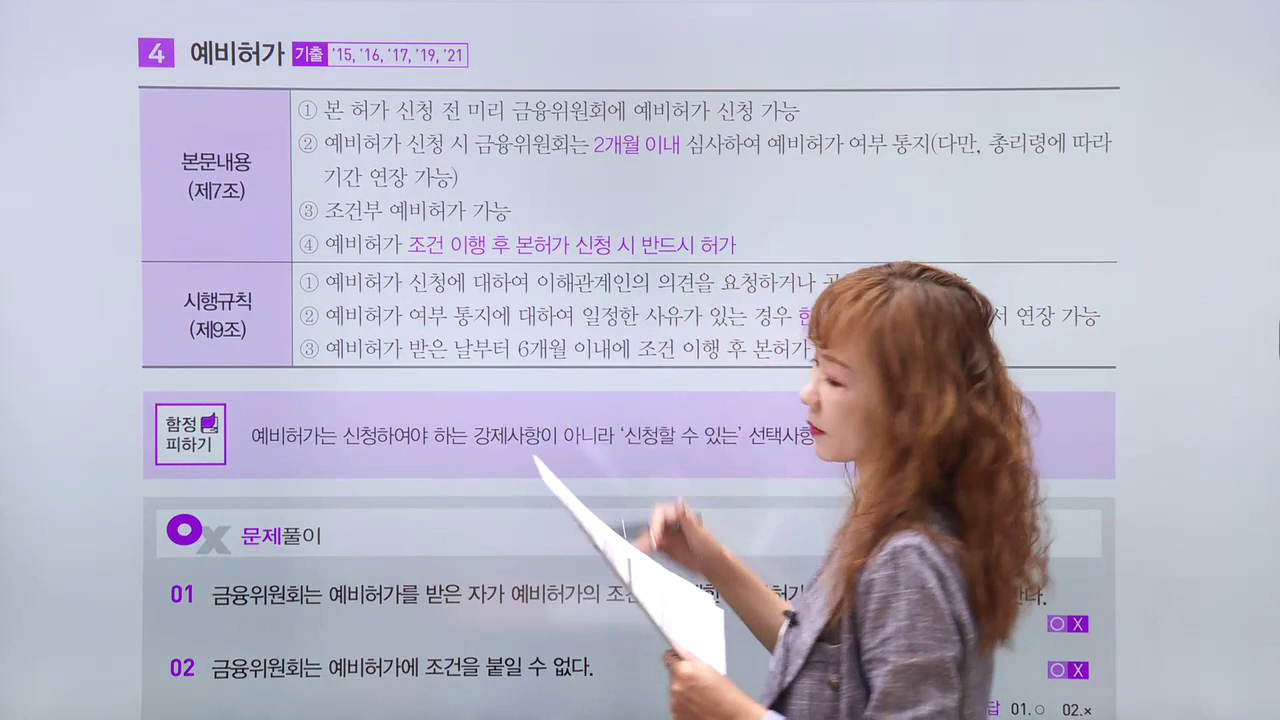 4 예비허가 기출 '15, '16, '17, '19, '21
본문내용
(제7조)
① 본 허가 신청 전 미리 금융위원회에 예비허가 신청 가능
② 예비허가 신청 시 금융위원회는 2개월 이내 심사하여 예비허가 여부 통지(다만, 총리령에 따라
기간 연장 가능)
③ 조건부 예비허가 가능
④ 예비허가 조건 이행 후 본허가 신청 시 반드시 허가
시행규칙
(제9조)
① 예비허가 신청에 대하여 이해관계인의 의견을 요청하거나
② 예비허가 여부 통지에 대하여 일정한 사유가 있는 경우 연장 가능
③ 예비허가 받은 날부터 6개월 이내에 조건 이행 후 본허가
함정
피하기
예비허가는 신청하여야 하는 강제사항이 아니라 '신청할 수 있는' 선택사항
OX 문제풀이
01 금융위원회는 예비허가를 받은 자가 예비허가의
O X
02 금융위원회는 예비허가에 조건을 붙일 수 없다.
O X
답 01.○ 02.×